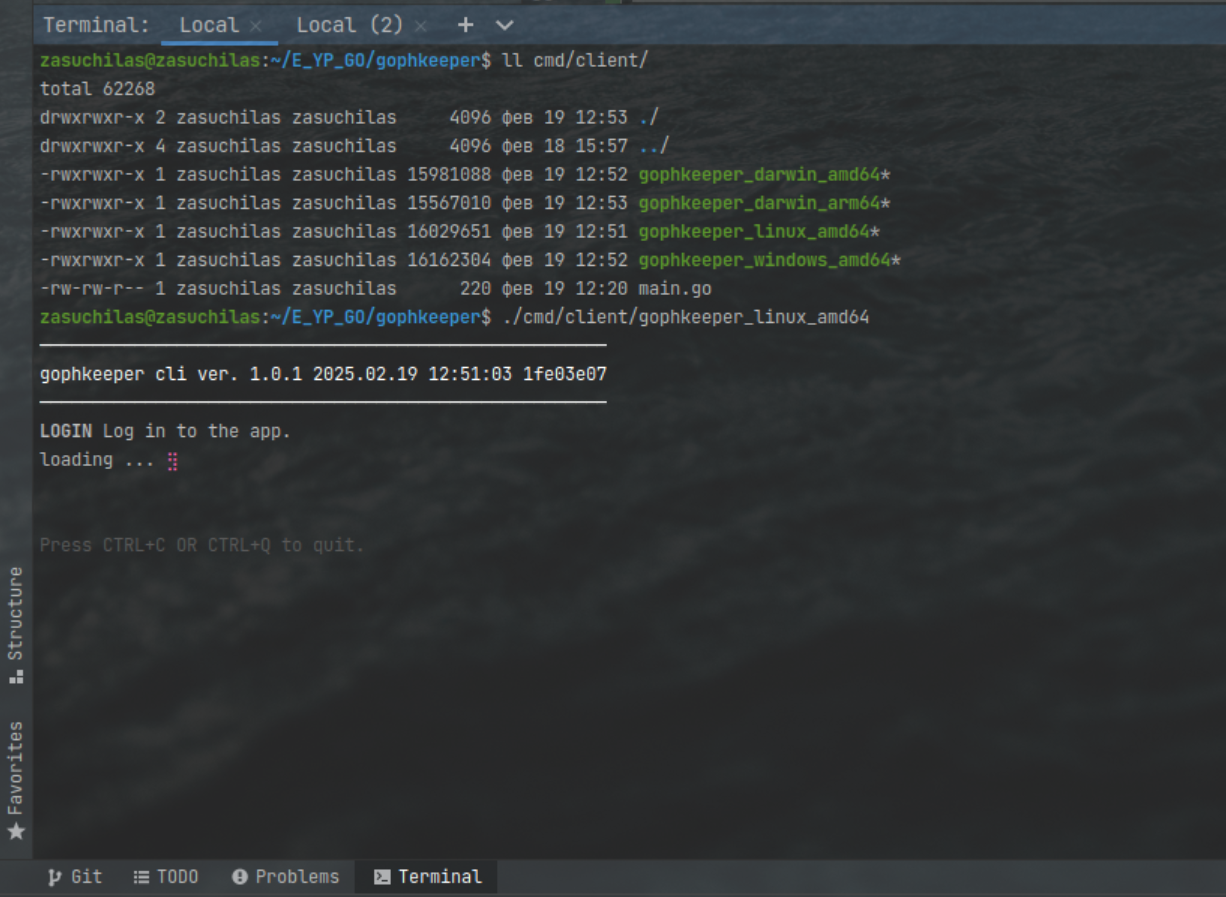 Terminal: Local × Local (2) × +
zasuchilas@zasuchilas:~/E_YP_GO/gophkeeper$ ll cmd/client/
total 62268
drwxrwxr-x 2 zasuchilas zasuchilas     4096 фев 19 12:53 ./
drwxrwxr-x 4 zasuchilas zasuchilas     4096 фев 18 15:57 ../
-rwxrwxr-x 1 zasuchilas zasuchilas 15981088 фев 19 12:52 gophkeeper_darwin_amd64*
-rwxrwxr-x 1 zasuchilas zasuchilas 15567010 фев 19 12:53 gophkeeper_darwin_arm64*
-rwxrwxr-x 1 zasuchilas zasuchilas 16029651 фев 19 12:51 gophkeeper_linux_amd64*
-rwxrwxr-x 1 zasuchilas zasuchilas 16162304 фев 19 12:52 gophkeeper_windows_amd64*
-rw-rw-r-- 1 zasuchilas zasuchilas      220 фев 19 12:20 main.go
zasuchilas@zasuchilas:~/E_YP_GO/gophkeeper$ ./cmd/client/gophkeeper_linux_amd64
gophkeeper cli ver. 1.0.1 2025.02.19 12:51:03 1fe03e07
LOGIN Log in to the app.
loading ...
Press CTRL+C OR CTRL+Q to quit.
Structure
Favorites
Git TODO Problems Terminal